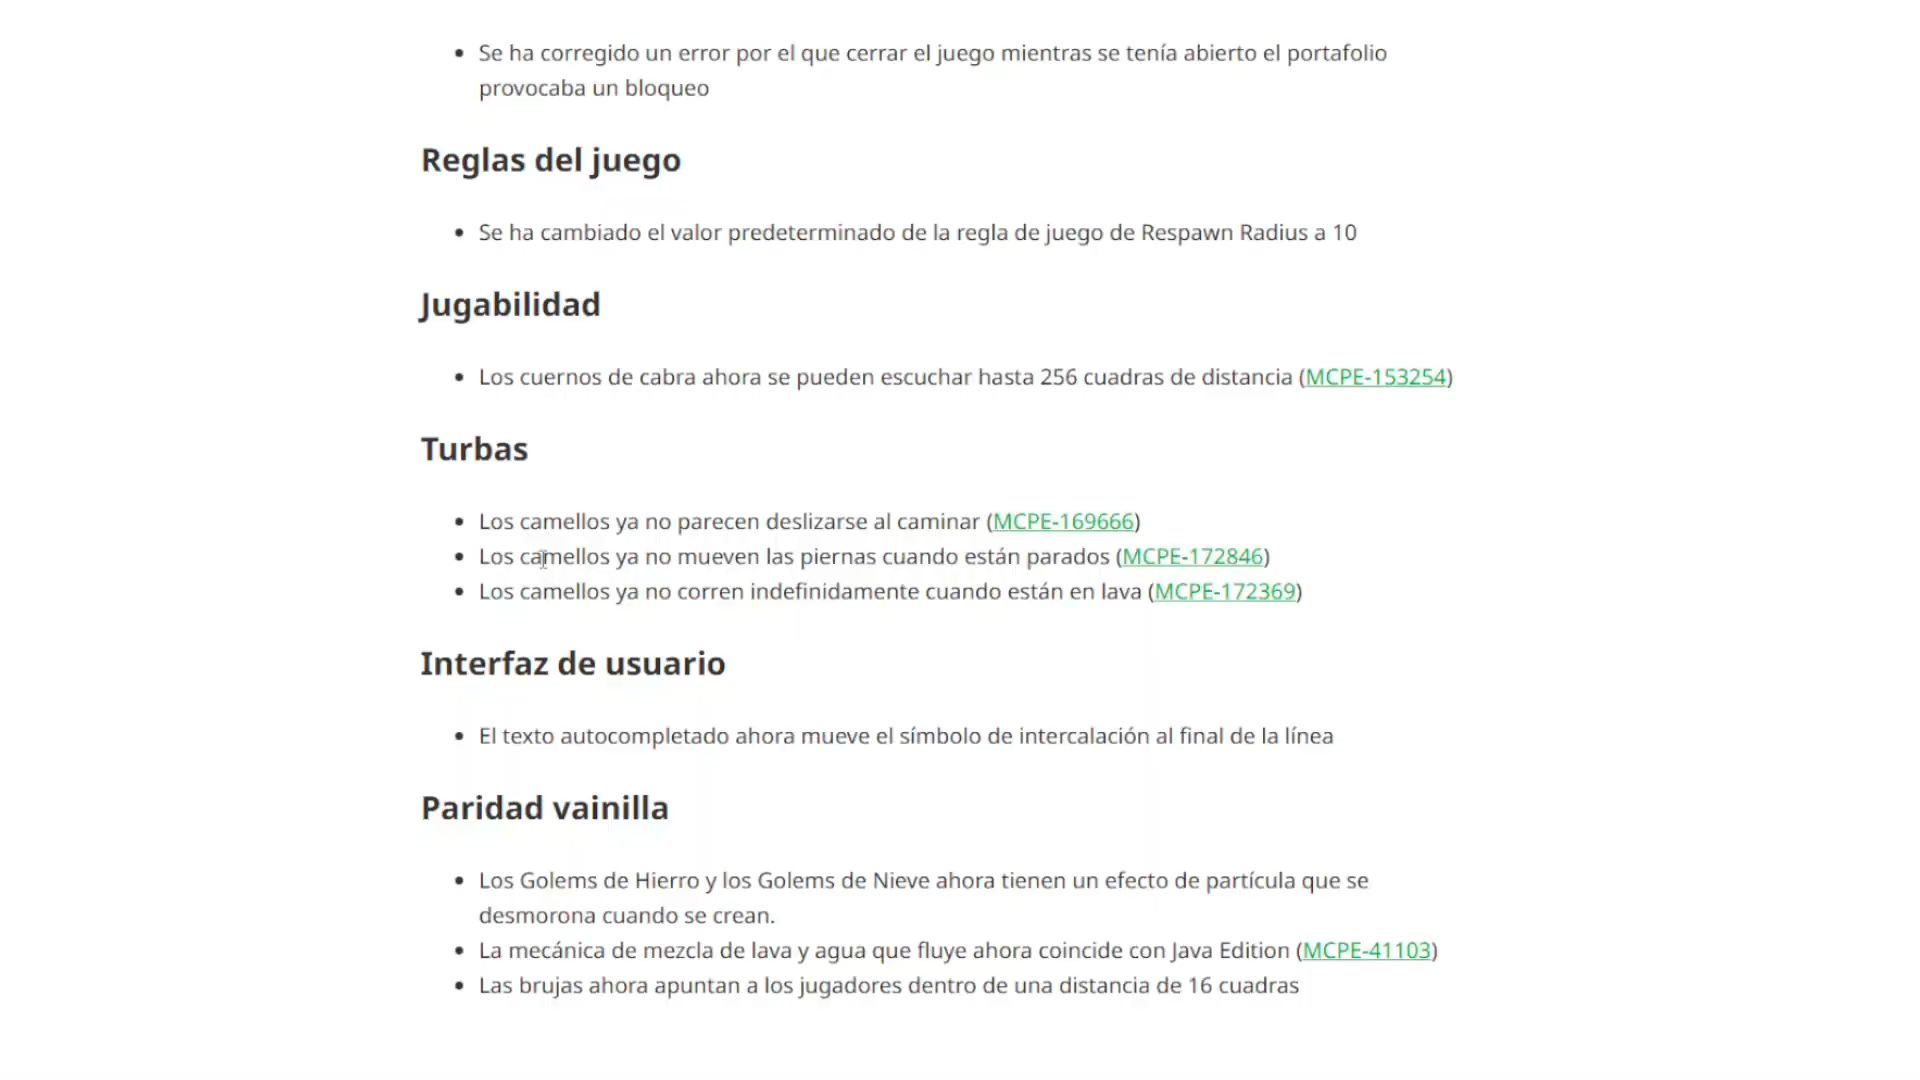 Se ha corregido un error por el que cerrar el juego mientras se tenía abierto el portafolio
provocaba un bloqueo
Reglas del juego
Se ha cambiado el valor predeterminado de la regla de juego de Respawn Radius a 10
Jugabilidad
Los cuernos de cabra ahora se pueden escuchar hasta 256 cuadras de distancia (MCPE-153254)
Turbas
Los camellos ya no parecen deslizarse al caminar (MCPE-169666)
Los camellos ya no mueven las piernas cuando están parados (MCPE-172846)
Los camellos ya no corren indefinidamente cuando están en lava (MCPE-172369)
Interfaz de usuario
El texto autocompletado ahora mueve el símbolo de intercalación al final de la línea
Paridad vainilla
Los Golems de Hierro y los Golems de Nieve ahora tienen un efecto de partícula que se
desmorona cuando se crean.
La mecánica de mezcla de lava y agua que fluye ahora coincide con Java Edition (MCPE-41103)
Las brujas ahora apuntan a los jugadores dentro de una distancia de 16 cuadras